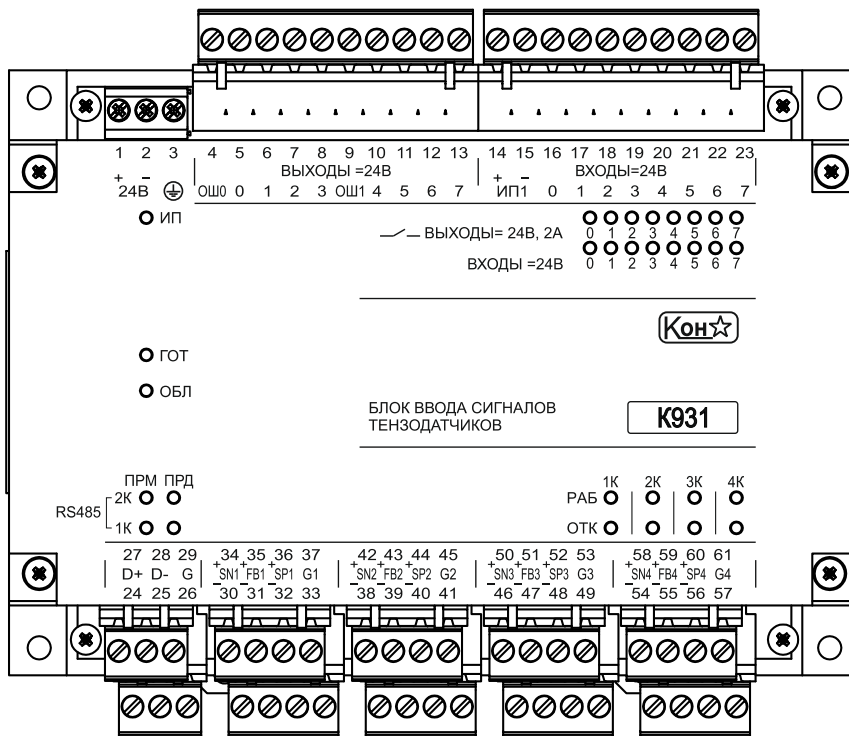 1 2 3 4 5 6 7 8 9 10 11 12 13 14 15 16 17 18 19 20 21 22 23
+ − ВЫХОДЫ =24В + − ВХОДЫ=24В
24В ОШ0 0 1 2 3 ОШ1 4 5 6 7 ИП1 0 1 2 3 4 5 6 7
ИП
ВЫХОДЫ= 24В, 2А 0 1 2 3 4 5 6 7
ВХОДЫ =24В 0 1 2 3 4 5 6 7
Кон
ГОТ
ОБЛ
БЛОК ВВОДА СИГНАЛОВ
ТЕНЗОДАТЧИКОВ
К931
ПРМ ПРД 1К 2К 3К 4К
2К РАБ
RS485
1К ОТК
27 28 29 34 35 36 37 42 43 44 45 50 51 52 53 58 59 60 61
D+ D- G +SN1− +FB1− +SP1− G1 +SN2− +FB2− +SP2− G2 +SN3− +FB3− +SP3− G3 +SN4− +FB4− +SP4− G4
24 25 26 30 31 32 33 38 39 40 41 46 47 48 49 54 55 56 57